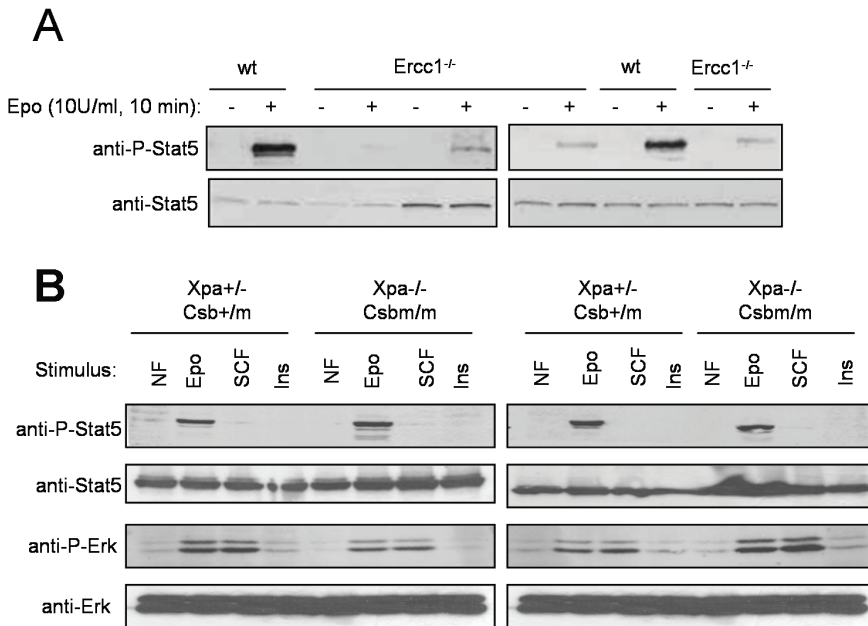 A
wt Ercc1-/- wt Ercc1-/-
Epo (10U/ml, 10 min): - + - + - + - + - + - +
anti-P-Stat5
anti-Stat5
B
Xpa+/- Xpa-/- Xpa+/- Xpa-/-
Csb+/m Csbm/m Csb+/m Csbm/m
Stimulus: NF Epo SCF Ins NF Epo SCF Ins NF Epo SCF Ins NF Epo SCF Ins
anti-P-Stat5
anti-Stat5
anti-P-Erk
anti-Erk